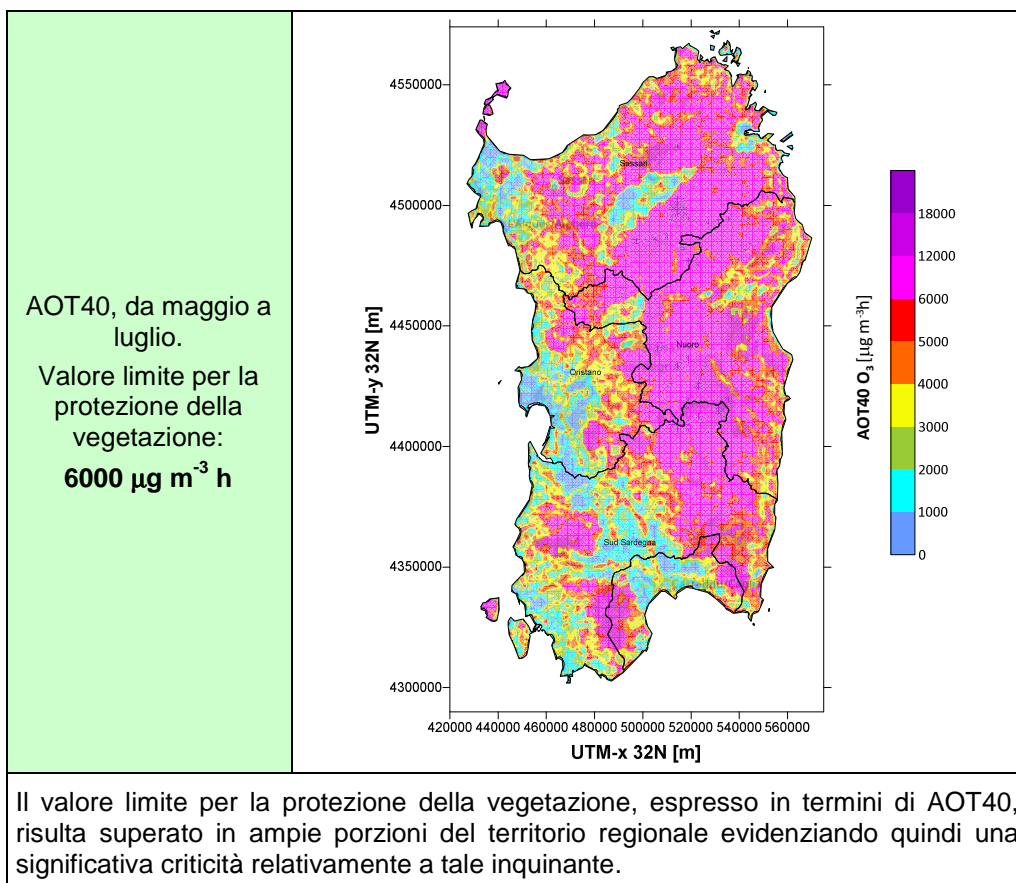 AOT40, da maggio a
luglio.
Valore limite per la
protezione della
vegetazione:
6000 μg m⁻³ h
4550000
4500000
4450000
4400000
4350000
4300000
UTM-y 32N [m]
420000 440000 460000 480000 500000 520000 540000 560000
UTM-x 32N [m]
Sassari
Nuoro
Oristano
Sud Sardegna
18000
12000
6000
5000
4000
3000
2000
1000
0
AOT40 O₃ [μg m⁻³h]
Il valore limite per la protezione della vegetazione, espresso in termini di AOT40,
risulta superato in ampie porzioni del territorio regionale evidenziando quindi una
significativa criticità relativamente a tale inquinante.